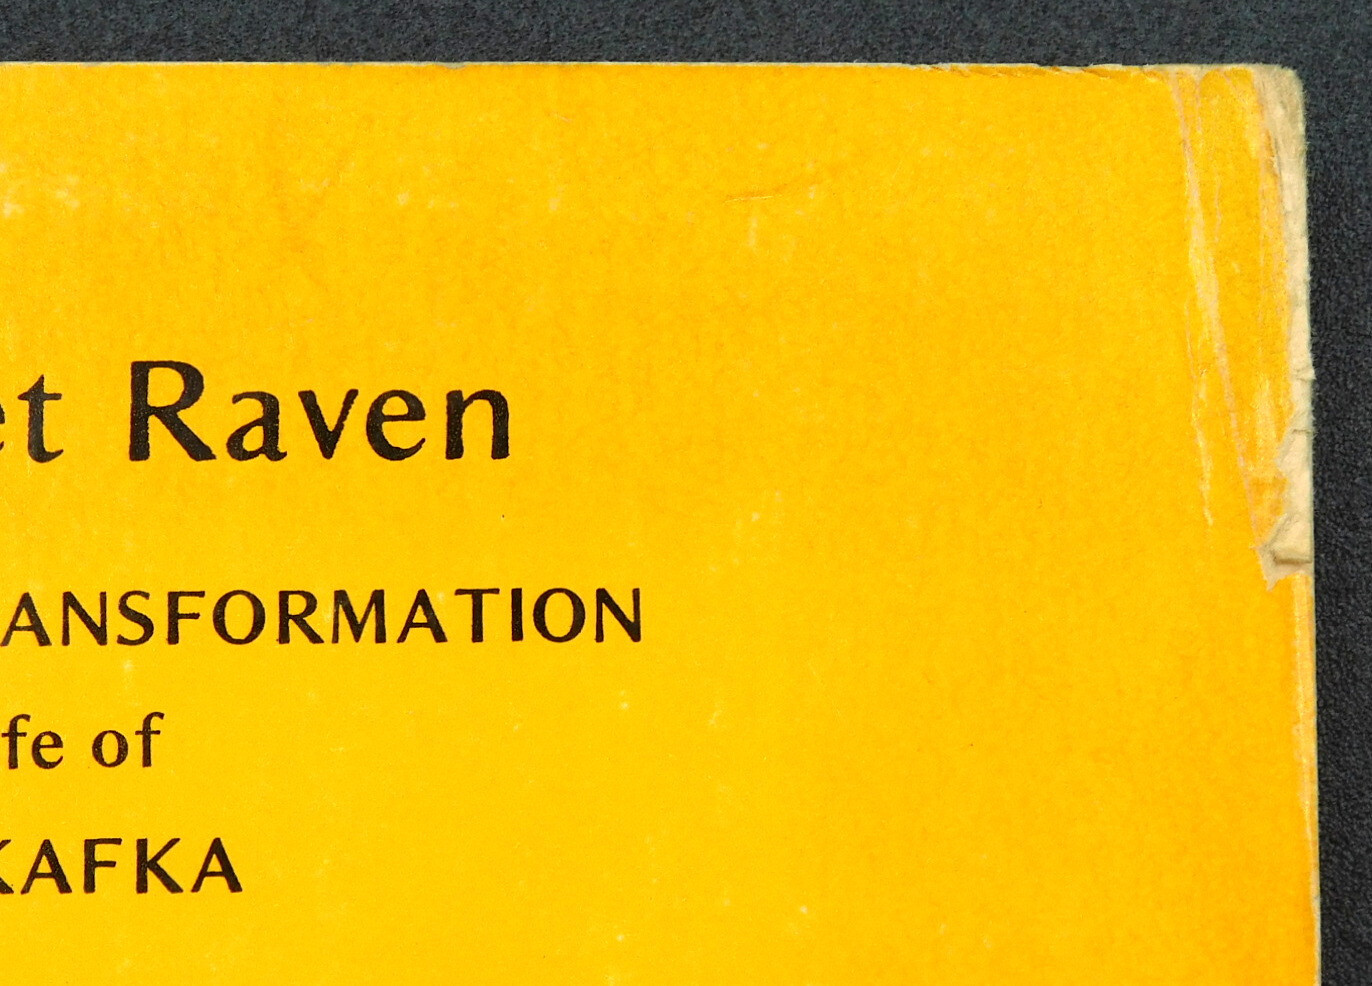 et Raven
ANSFORMATION
fe of
KAFKA